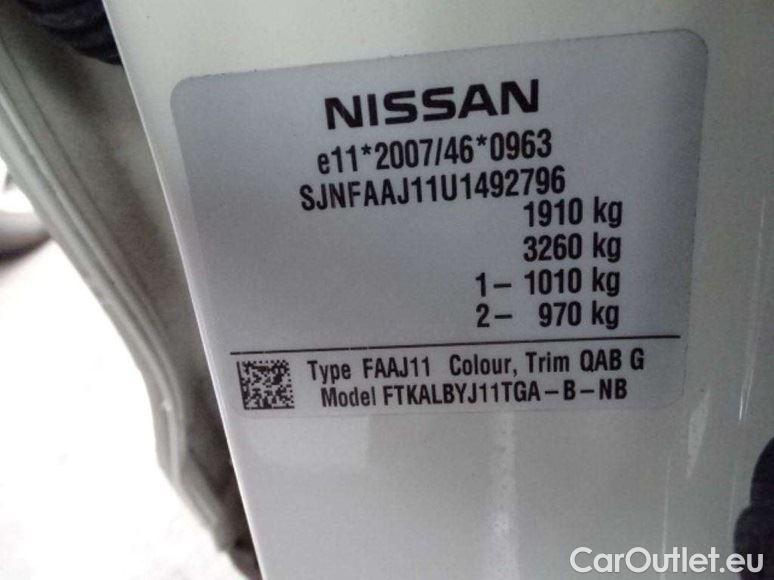 NISSAN
e11*2007/46*0963
SJNFAAJ11U1492796
1910 kg
3260 kg
1- 1010 kg
2- 970 kg
Type FAAJ11 Colour, Trim QAB G
Model FTKALBYJ11TGA-B-NB
CarOutlet.eu